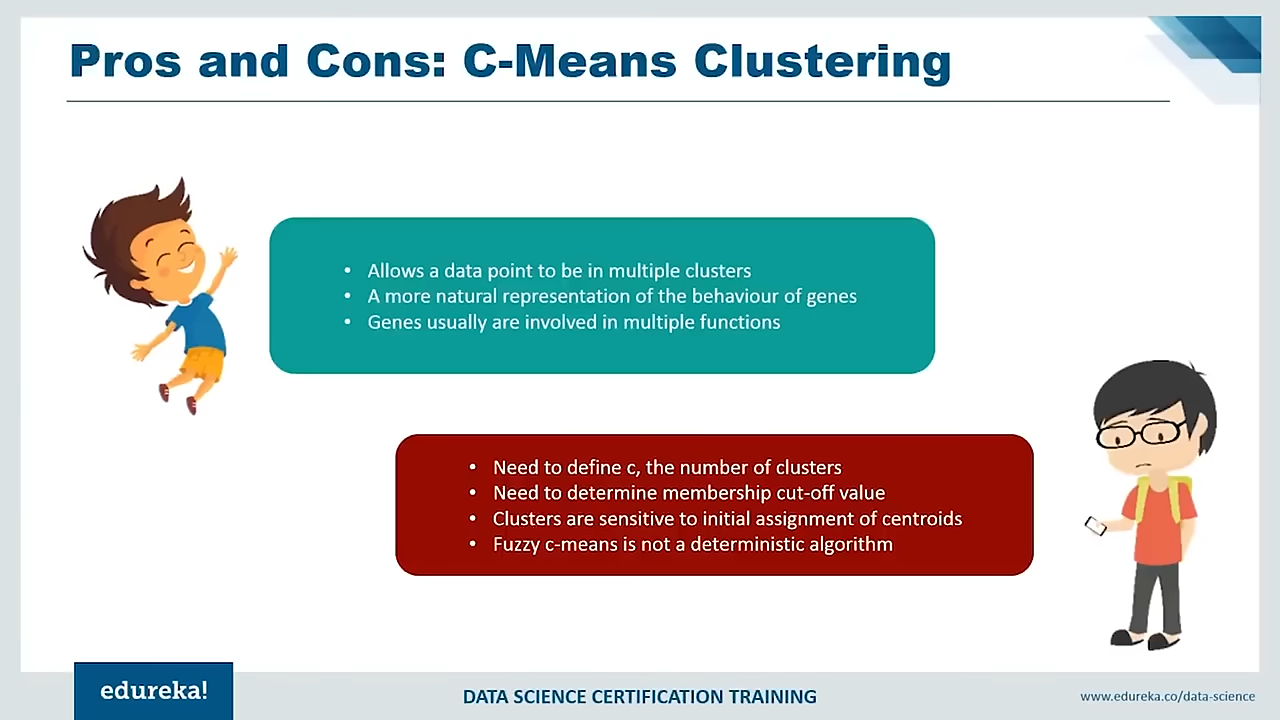 Pros and Cons: C-Means Clustering
• Allows a data point to be in multiple clusters
• A more natural representation of the behaviour of genes
• Genes usually are involved in multiple functions
• Need to define c, the number of clusters
• Need to determine membership cut-off value
• Clusters are sensitive to initial assignment of centroids
• Fuzzy c-means is not a deterministic algorithm
edureka!
DATA SCIENCE CERTIFICATION TRAINING
www.edureka.co/data-science